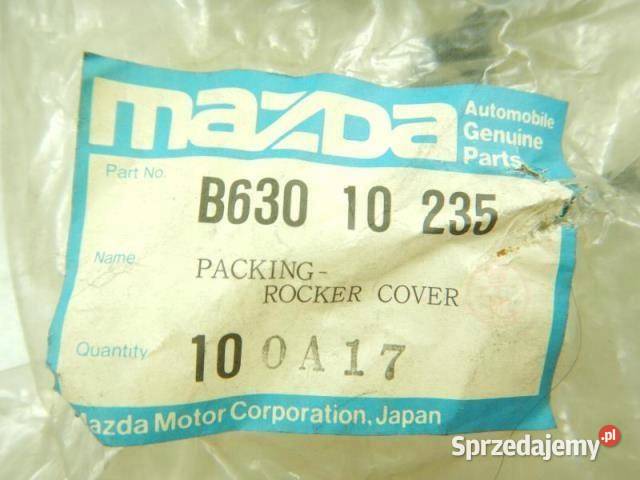 mazda
Automobile
Genuine
Parts
Part No.
B630 10 235
Name
PACKING-
ROCKER COVER
Quantity
10 0A17
Mazda Motor Corporation, Japan
Sprzedajemy.pl